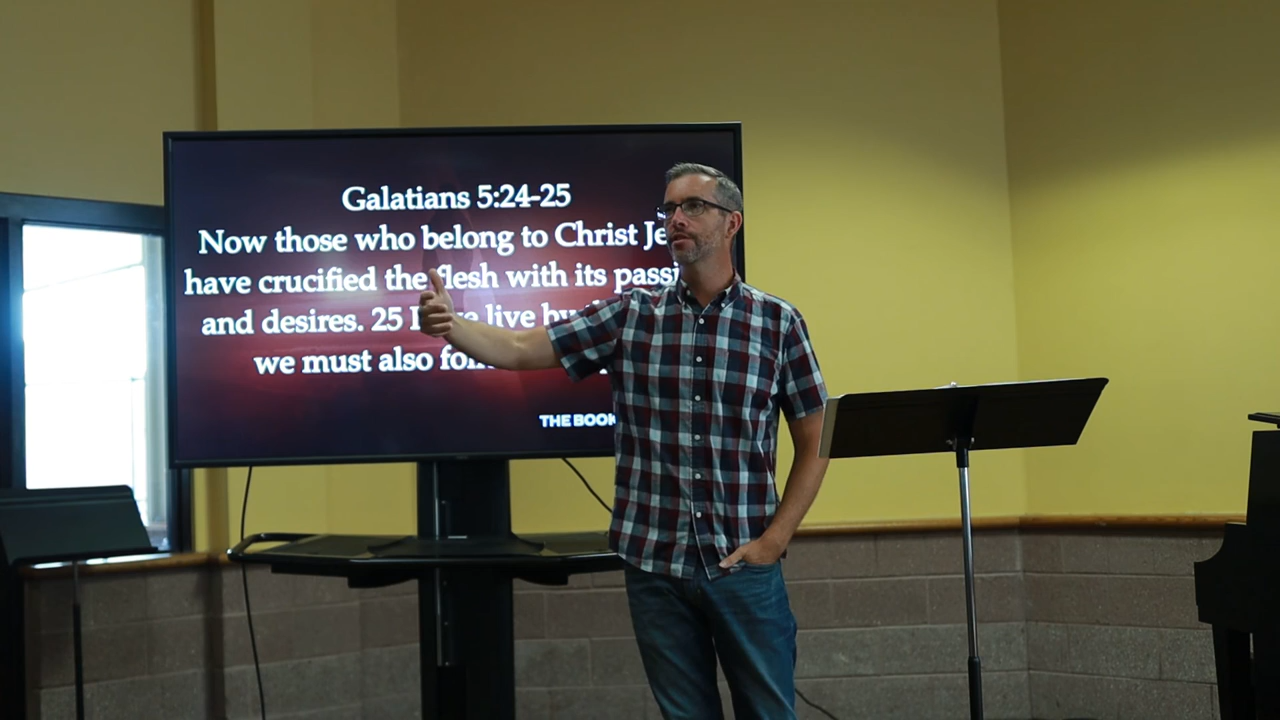 Galatians 5:24-25
Now those who belong to Christ
have crucified the flesh with its
and desires. 25 live
we must also
THE BOOK